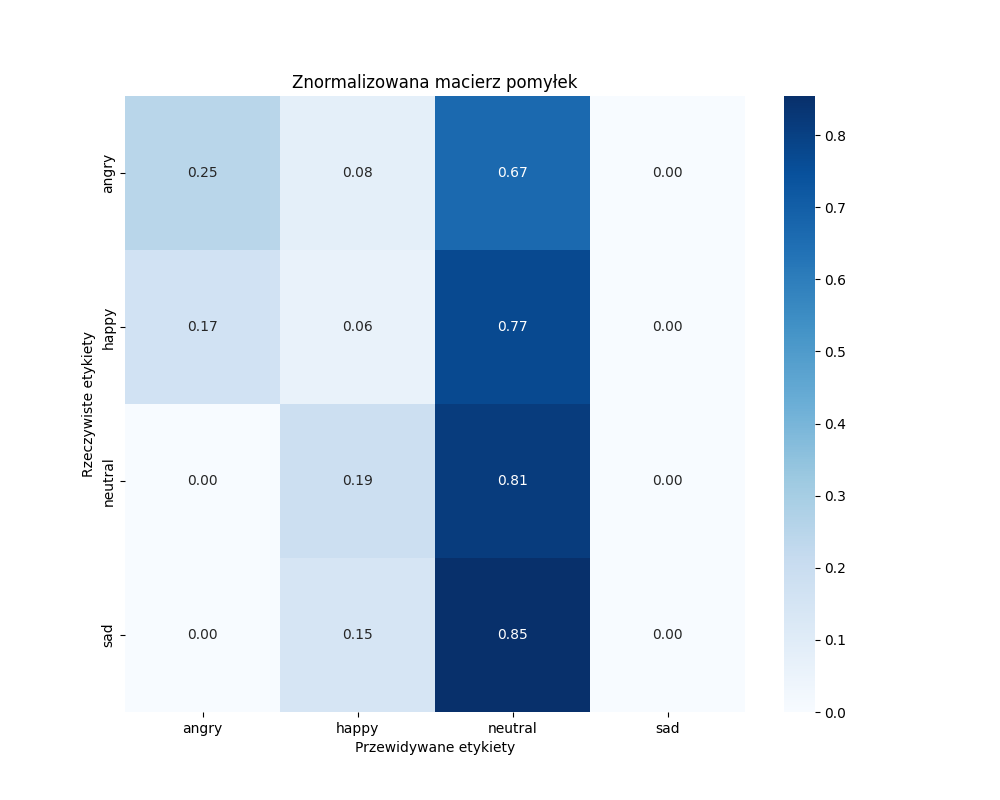 Znormalizowana macierz pomyłek
Rzeczywiste etykiety
angry 0.25 0.08 0.67 0.00
happy 0.17 0.06 0.77 0.00
neutral 0.00 0.19 0.81 0.00
sad 0.00 0.15 0.85 0.00
angry happy neutral sad
Przewidywane etykiety
0.8
0.7
0.6
0.5
0.4
0.3
0.2
0.1
0.0